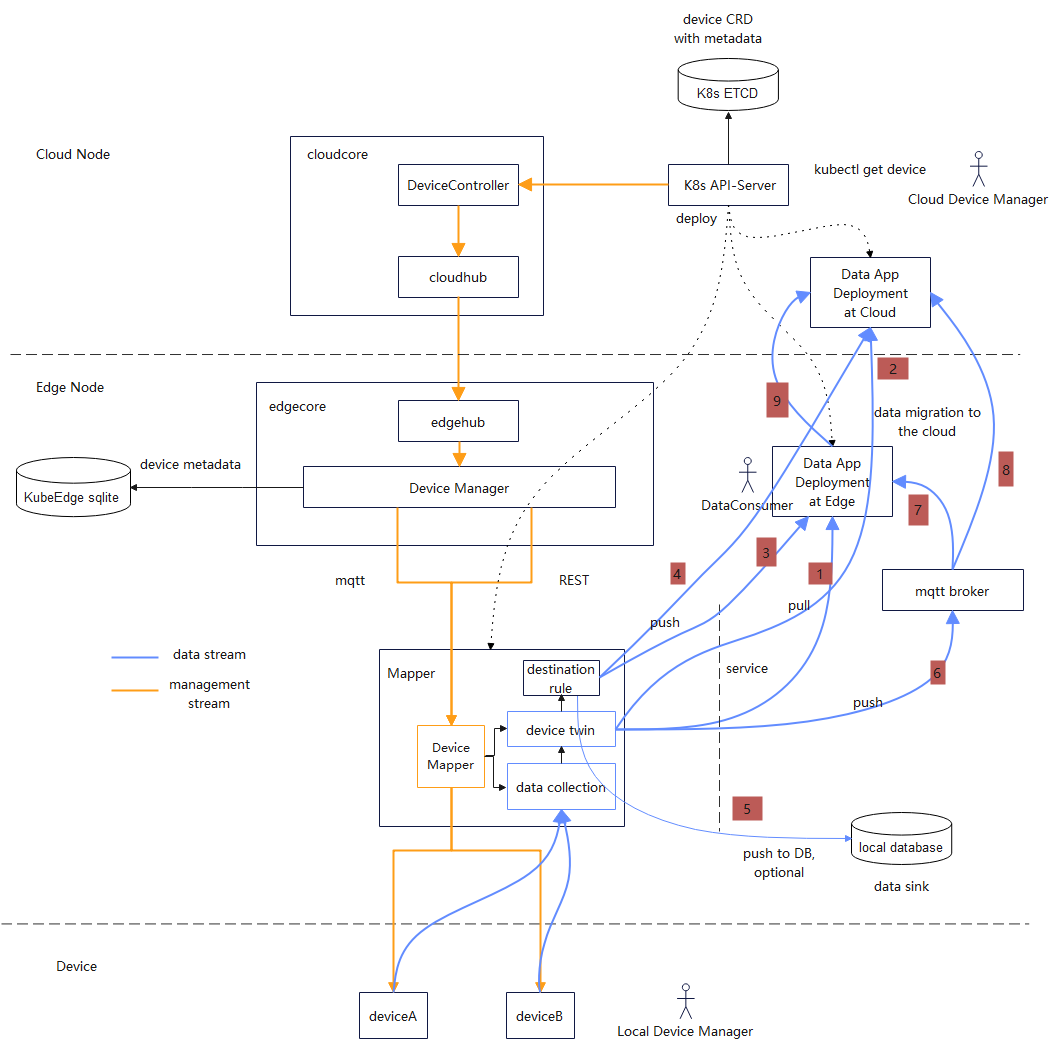 device CRD
with metadata
K8s ETCD
Cloud Node
cloudcore
DeviceController
K8s API-Server
kubectl get device
Cloud Device Manager
deploy
cloudhub
Data App
Deployment
at Cloud
2
Edge Node
edgecore
9
data migration to
the cloud
edgehub
device metadata
KubeEdge sqlite
Device Manager
DataConsumer
Data App
Deployment
at Edge
8
7
3
4
1
mqtt
REST
mqtt broker
pull
push
data stream
management
stream
Mapper
destination
rule
service
6
push
device twin
Device
Mapper
data collection
5
push to DB,
optional
local database
data sink
Device
deviceA
deviceB
Local Device Manager